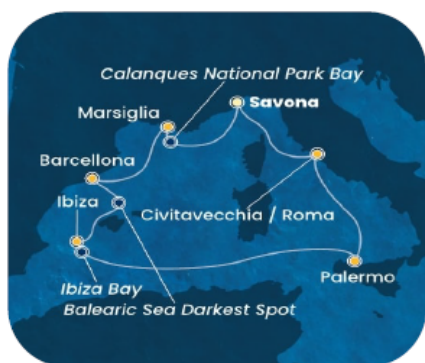 Calanques National Park Bay
Marsiglia
Savona
Barcellona
Ibiza
Civitavecchia / Roma
Palermo
Ibiza Bay
Balearic Sea Darkest Spot